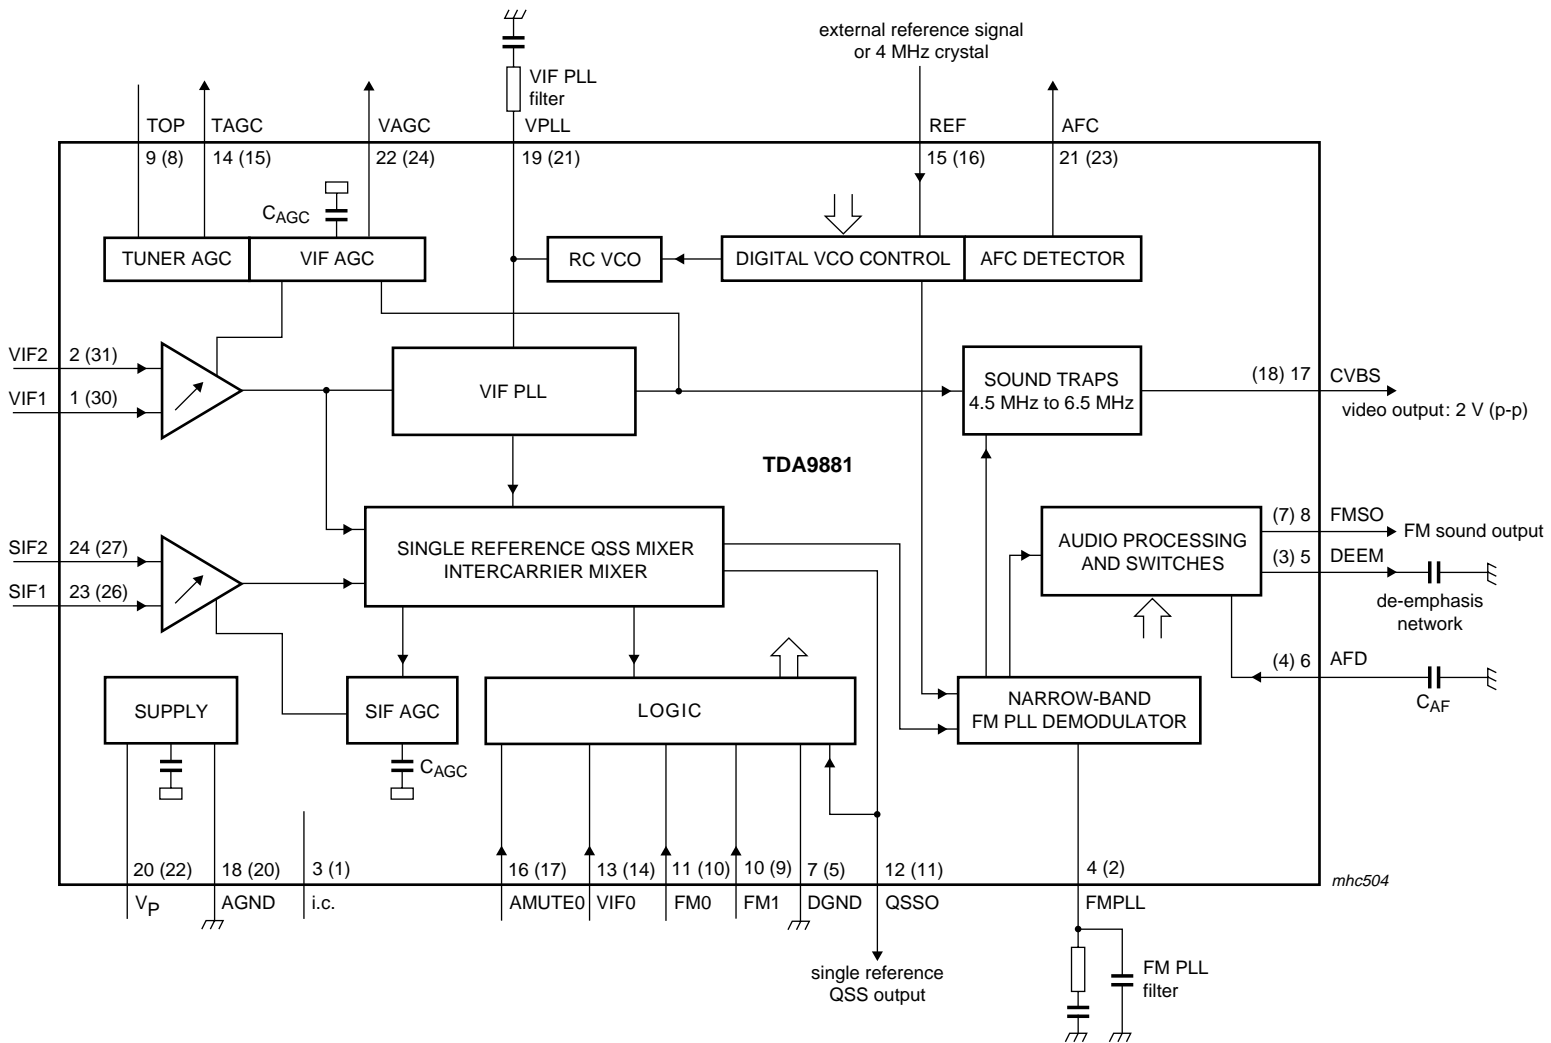 external reference signal
or 4 MHz crystal
VIF PLL
filter
TOP
TAGC
VAGC
VPLL
REF
AFC
9 (8)
14 (15)
22 (24)
19 (21)
15 (16)
21 (23)
CAGC
TUNER AGC
VIF AGC
RC VCO
DIGITAL VCO CONTROL
AFC DETECTOR
VIF2
2 (31)
VIF1
1 (30)
VIF PLL
SOUND TRAPS
4.5 MHz to 6.5 MHz
(18) 17
CVBS
video output: 2 V (p-p)
TDA9881
SIF2
24 (27)
SIF1
23 (26)
SINGLE REFERENCE QSS MIXER
INTERCARRIER MIXER
AUDIO PROCESSING
AND SWITCHES
(7) 8
FMSO
FM sound output
(3) 5
DEEM
de-emphasis
network
(4) 6
AFD
CAF
SUPPLY
SIF AGC
LOGIC
NARROW-BAND
FM PLL DEMODULATOR
CAGC
20 (22)
18 (20)
3 (1)
16 (17)
13 (14)
11 (10)
10 (9)
7 (5)
12 (11)
4 (2)
mhc504
VP
AGND
i.c.
AMUTE0
VIF0
FM0
FM1
DGND
QSSO
FMPLL
single reference
QSS output
FM PLL
filter